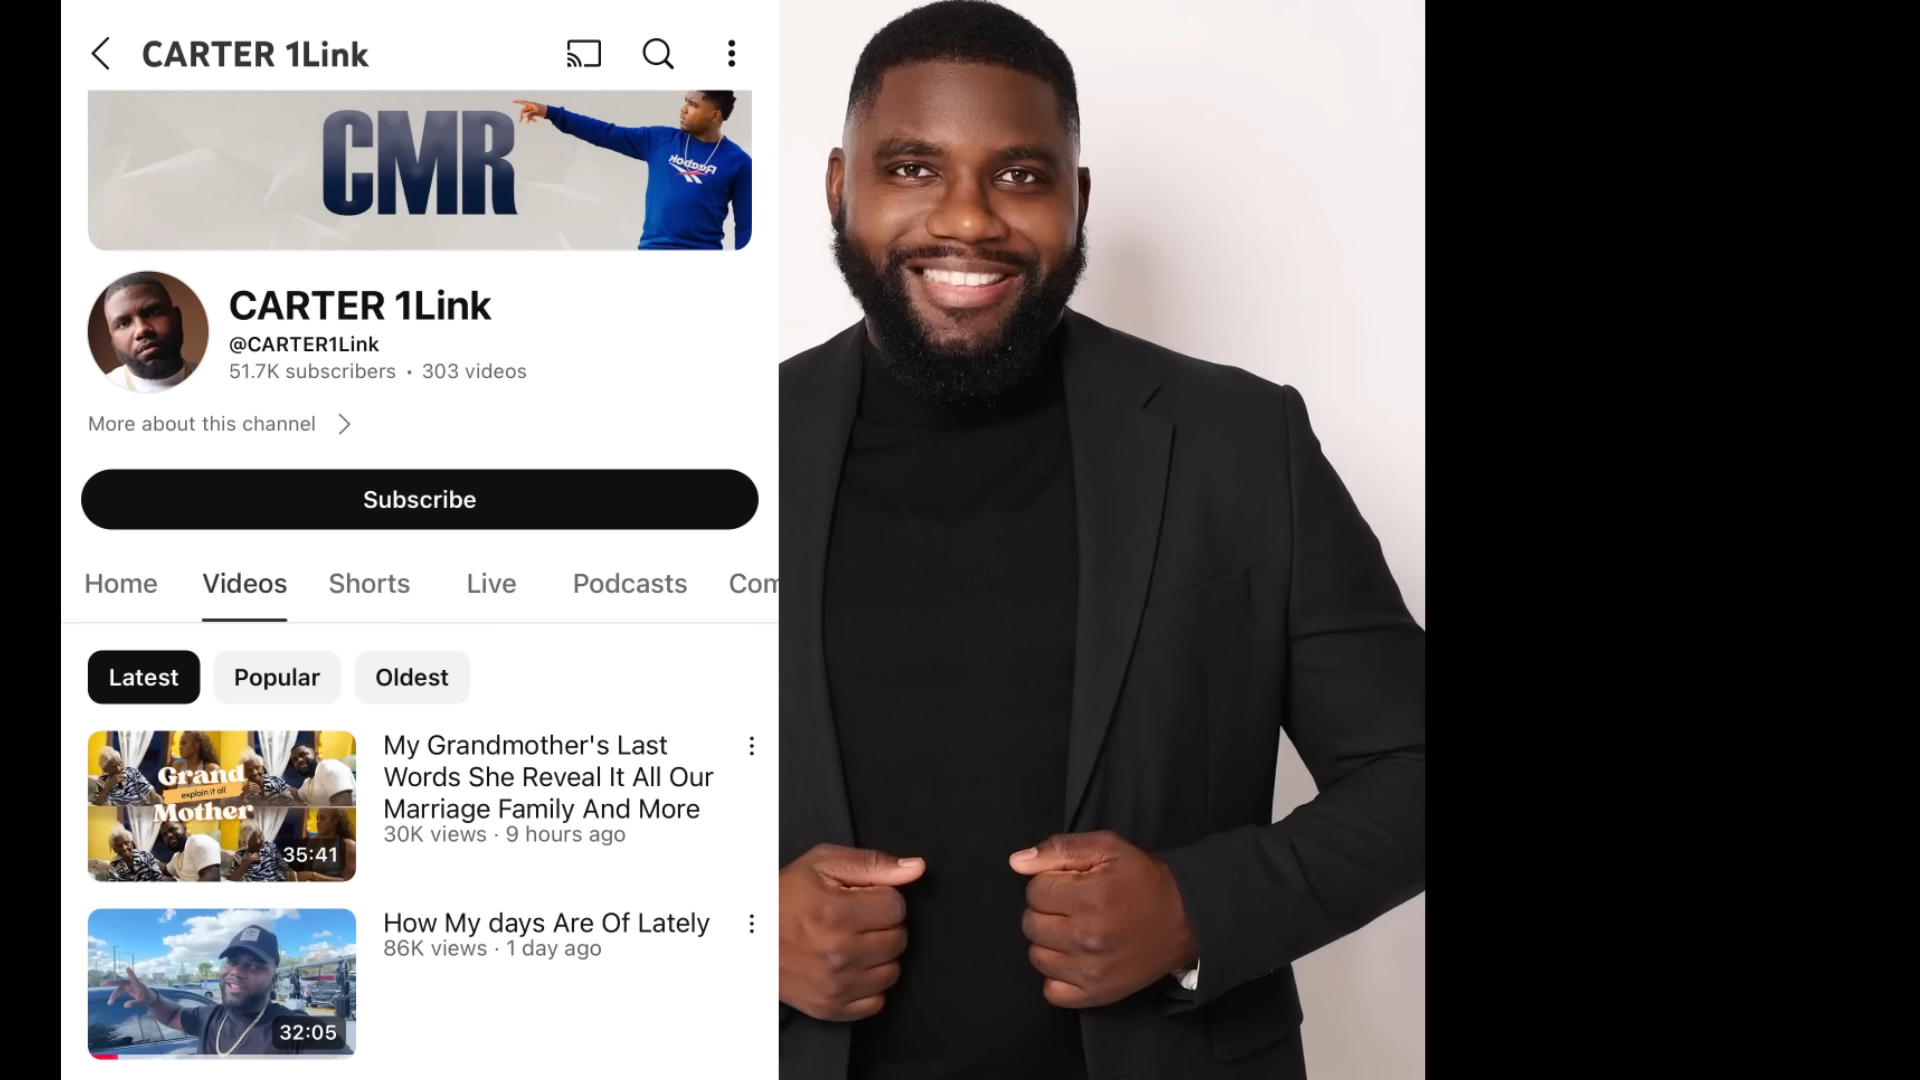 CARTER 1Link
CMR
Reebok
CARTER 1Link
@CARTER1Link
51.7K subscribers • 303 videos
More about this channel
Subscribe
Home Videos Shorts Live Podcasts Com
Latest Popular Oldest
Grand
explain it all
Mother
35:41
My Grandmother's Last
Words She Reveal It All Our
Marriage Family And More
30K views · 9 hours ago
32:05
How My days Are Of Lately
86K views · 1 day ago